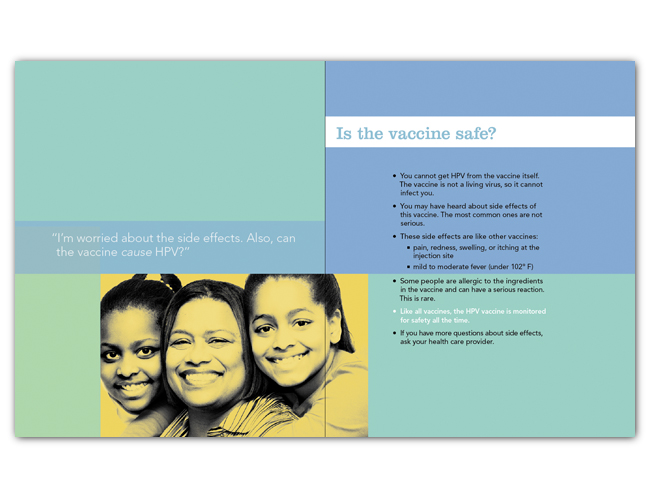 “I’m worried about the side effects. Also, can
the vaccine cause HPV?”
Is the vaccine safe?
• You cannot get HPV from the vaccine itself.
The vaccine is not a living virus, so it cannot
infect you.
• You may have heard about side effects of
this vaccine. The most common ones are not
serious.
• These side effects are like other vaccines:
• pain, redness, swelling, or itching at the
injection site
• mild to moderate fever (under 102° F)
• Some people are allergic to the ingredients
in the vaccine and can have a serious reaction.
This is rare.
• Like all vaccines, the HPV vaccine is monitored
for safety all the time.
• If you have more questions about side effects,
ask your health care provider.